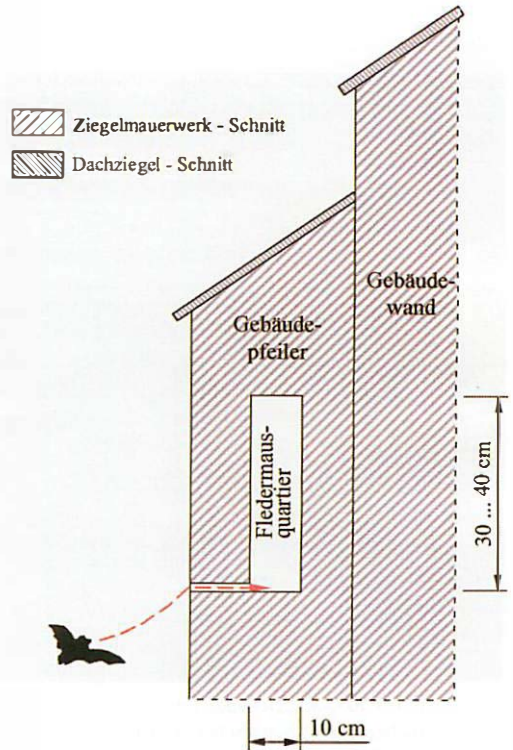 Ziegelmauerwerk - Schnitt
Dachziegel - Schnitt
Gebäude-
wand
Gebäude-
pfeiler
Fledermaus-
quartier
30 ... 40 cm
10 cm